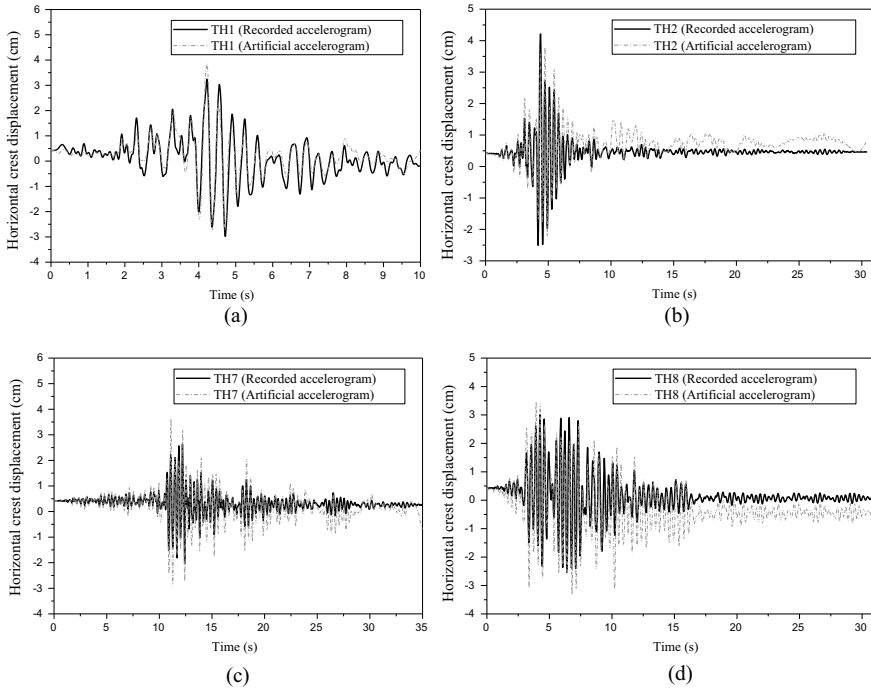 TH1 (Recorded accelerogram)
TH1 (Artificial accelerogram)
Horizontal crest displacement (cm)
6
5
4
3
2
1
0
-1
-2
-3
-4
0 1 2 3 4 5 6 7 8 9 10
Time (s)
(a)
TH2 (Recorded accelerogram)
TH2 (Artificial accelerogram)
Horizontal crest displacement (cm)
5
4
3
2
1
0
-1
-2
-3
0 5 10 15 20 25 30
Time (s)
(b)
TH7 (Recorded accelerogram)
TH7 (Artificial accelerogram)
Horizontal crest displacement (cm)
6
5
4
3
2
1
0
-1
-2
-3
-4
0 5 10 15 20 25 30 35
Time (s)
(c)
TH8 (Recorded accelerogram)
TH8 (Artificial accelerogram)
Horizontal crest displacement (cm)
5
4
3
2
1
0
-1
-2
-3
-4
0 5 10 15 20 25 30
Time (s)
(d)